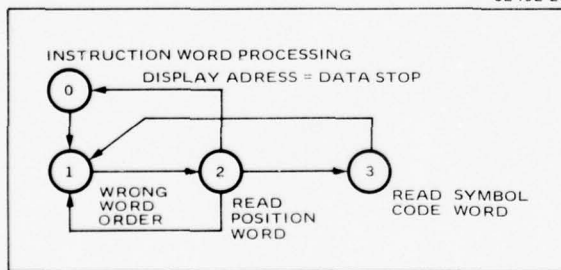 INSTRUCTION WORD PROCESSING
DISPLAY ADRESS = DATA STOP
0
1
2
3
WRONG
WORD
ORDER
READ
POSITION
WORD
READ SYMBOL
CODE WORD